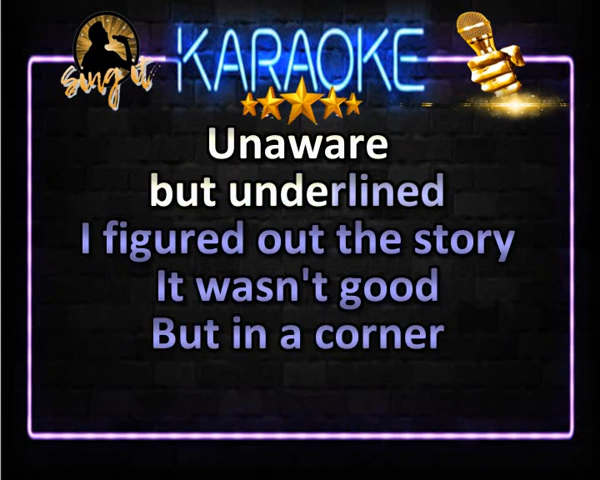 Sing it
KARAOKE
Unaware
but underlined
I figured out the story
It wasn't good
But in a corner